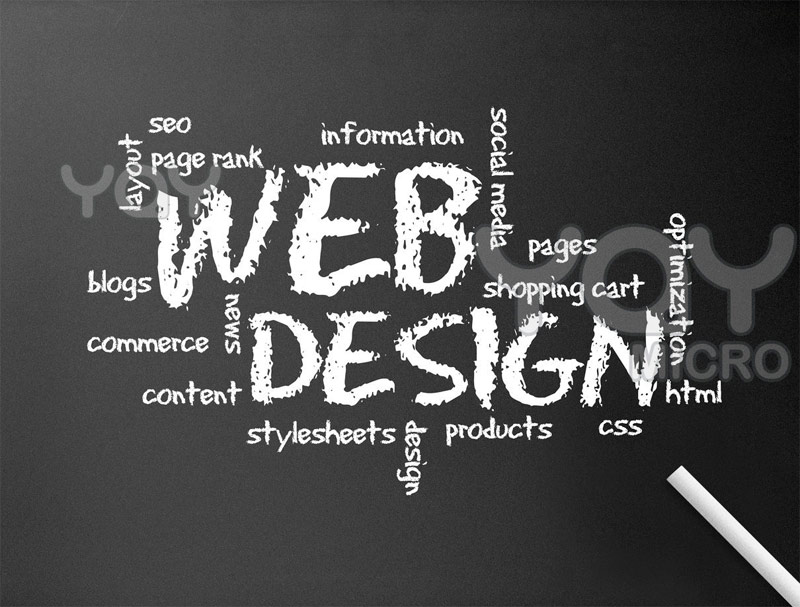 seo
layout
page rank
information
social media
WEB
pages
optimization
blogs
news
shopping cart
commerce
DESIGN
content
html
stylesheets
design
products
css
YAY
YAY
MICRO